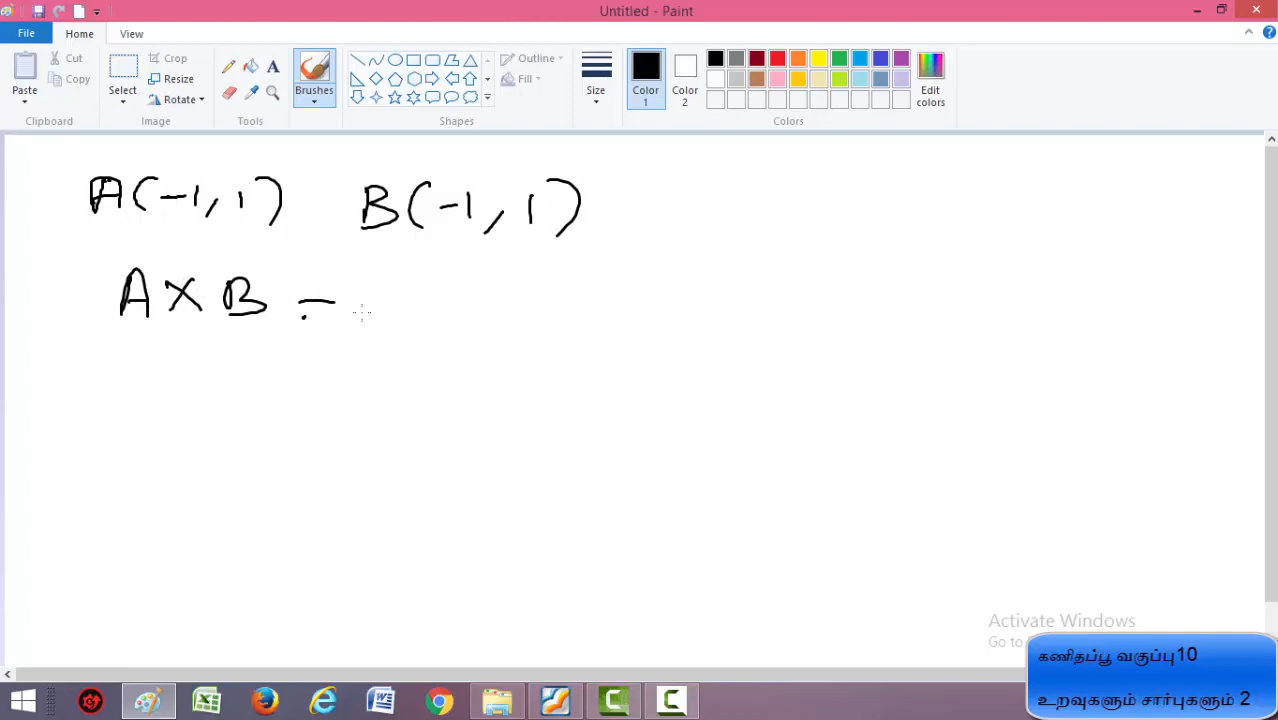 Untitled - Paint
File Home View
Cut
Copy
Paste
Clipboard
Crop
Resize
Rotate
Select
Image
A
Tools
Brushes
Outline
Fill
Shapes
Size
Color 1
Color 2
Edit colors
Colors
A(-1, 1) B(-1, 1)
A X B =
Activate Windows
Go to
கணிதப்பூ வகுப்பு10
உறவுகளும் சார்புகளும் 2